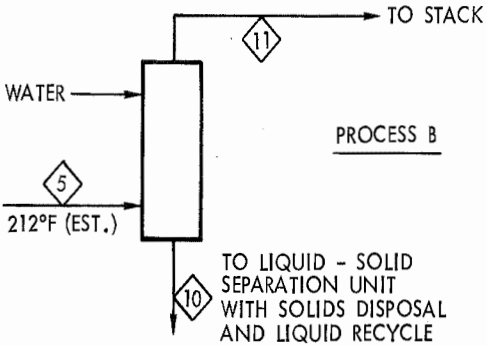 11
TO STACK
WATER
PROCESS B
5
212°F (EST.)
10
TO LIQUID - SOLID
SEPARATION UNIT
WITH SOLIDS DISPOSAL
AND LIQUID RECYCLE